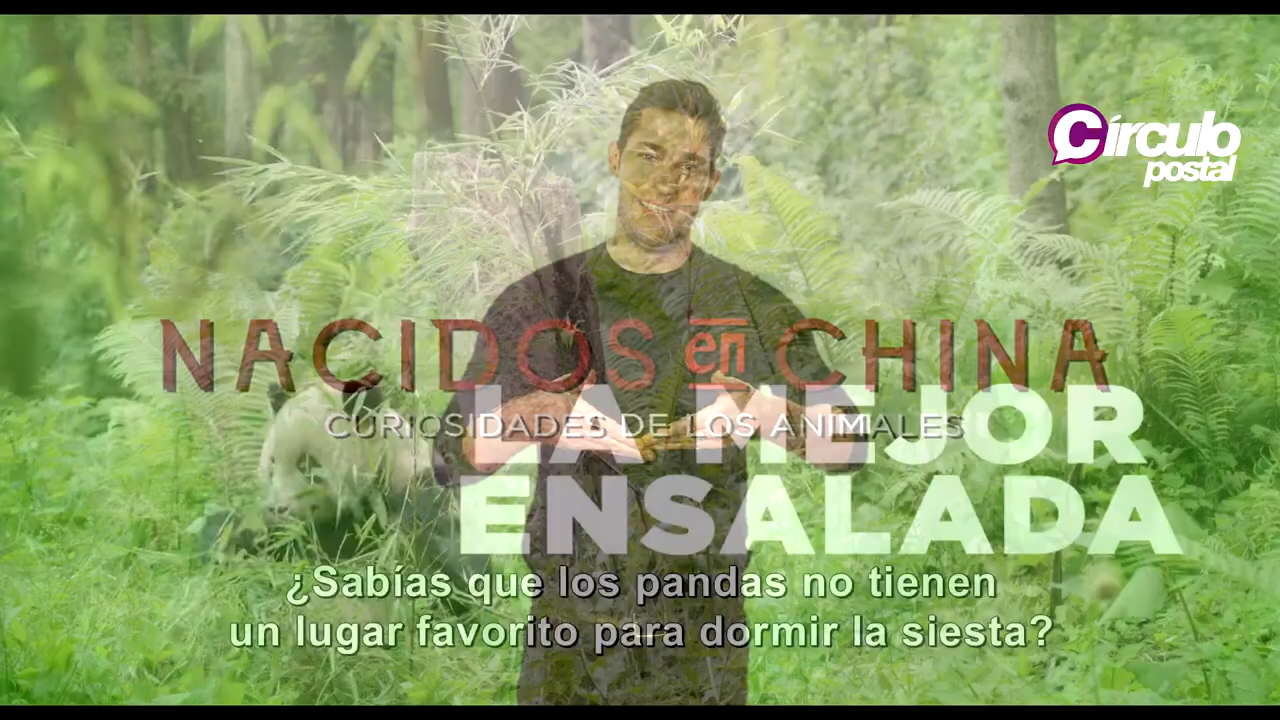 Círculo
postal
NACIDOS en CHINA
CURIOSIDADES DE LOS ANIMALES
LA MEJOR
ENSALADA
¿Sabías que los pandas no tienen
un lugar favorito para dormir la siesta?